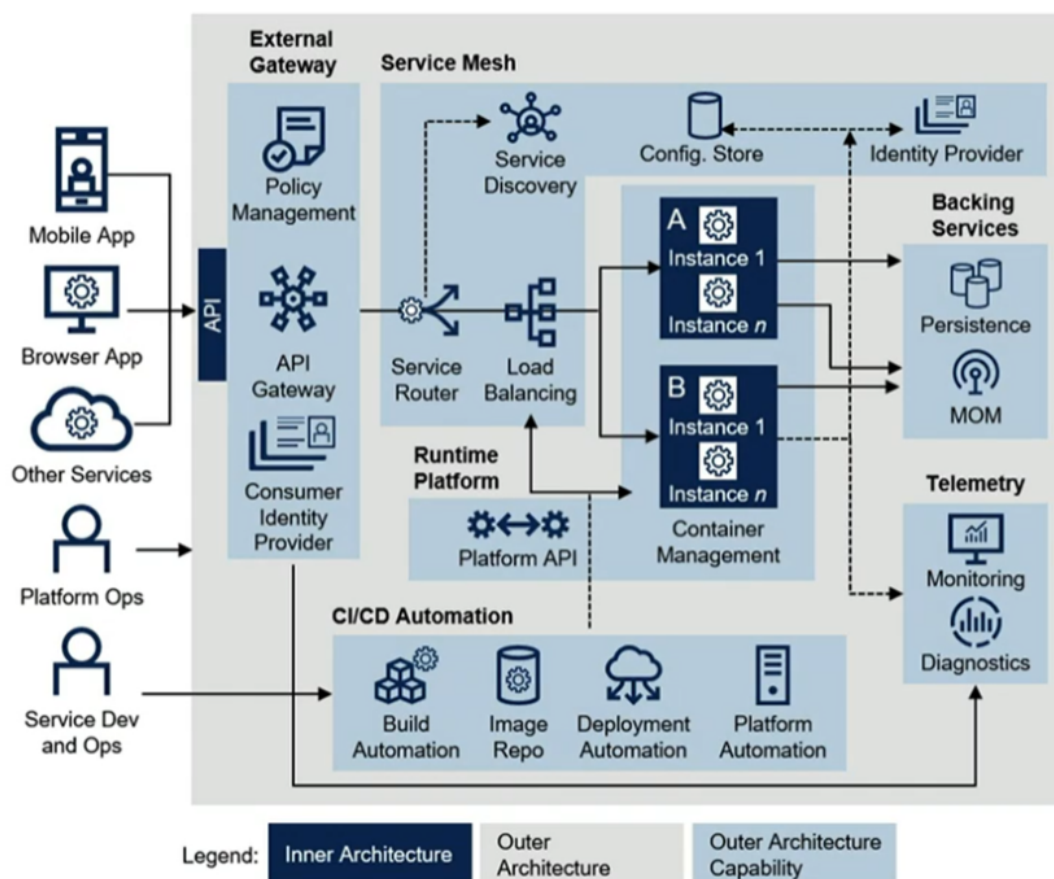 External
Gateway
Service Mesh
Mobile App
Browser App
Other Services
Platform Ops
Service Dev
and Ops
API
Policy
Management
API
Gateway
Consumer
Identity
Provider
Service
Discovery
Config. Store
Identity Provider
Service
Router
Load
Balancing
A
Instance 1
Instance n
B
Instance 1
Instance n
Container
Management
Backing
Services
Persistence
MOM
Runtime
Platform
Platform API
Telemetry
Monitoring
Diagnostics
CI/CD Automation
Build
Automation
Image
Repo
Deployment
Automation
Platform
Automation
Legend:
Inner Architecture
Outer
Architecture
Outer Architecture
Capability